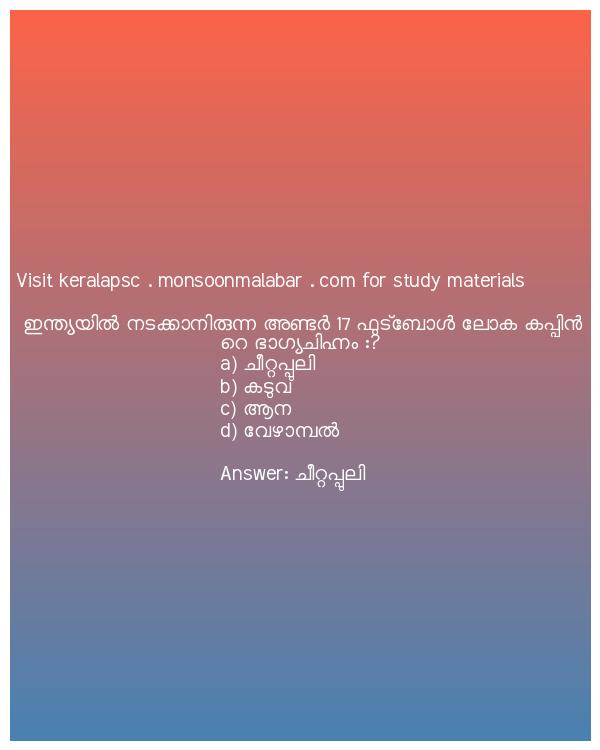 Visit keralapsc . monsoonmalabar . com for study materials
ഇന്ത്യയിൽ നടക്കാനിരുന്ന അണ്ടർ 17 ഫുട്ബോൾ ലോക കപ്പിൻ
റെ ഭാഗ്യചിഹ്നം :?
a) ചീറ്റപ്പുലി
b) കടുവ
c) ആന
d) വേഴാമ്പൽ
Answer: ചീറ്റപ്പുലി